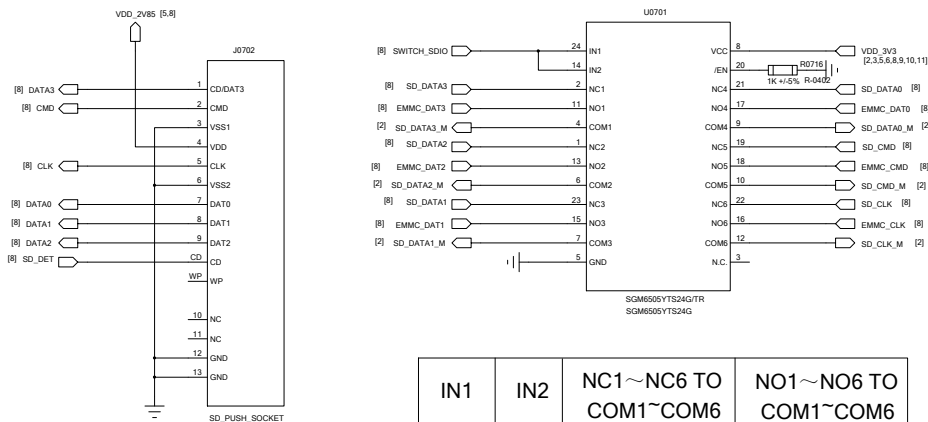 VDD_2V85 [5,8]
J0702
[8] DATA3 1 CD/DAT3
[8] CMD 2 CMD
3 VSS1
4 VDD
[8] CLK 5 CLK
6 VSS2
[8] DATA0 7 DAT0
[8] DATA1 8 DAT1
[8] DATA2 9 DAT2
[8] SD_DET CD CD
WP WP
10 NC
11 NC
12 GND
13 GND
SD_PUSH_SOCKET
U0701
[8] SWITCH_SDIO 24 IN1 VCC 8 VDD_3V3
[2,3,5,6,8,9,10,11]
14 IN2 /EN 20 R0716
1K +/-5% R-0402
[8] SD_DATA3 2 NC1 NC4 21 SD_DATA0 [8]
[8] EMMC_DAT3 11 NO1 NO4 17 EMMC_DAT0 [8]
[2] SD_DATA3_M 4 COM1 COM4 9 SD_DATA0_M [2
[8] SD_DATA2 1 NC2 NC5 19 SD_CMD [8]
[8] EMMC_DAT2 13 NO2 NO5 18 EMMC_CMD [8]
[2] SD_DATA2_M 6 COM2 COM5 10 SD_CMD_M [2]
[8] SD_DATA1 23 NC3 NC6 22 SD_CLK [8]
[8] EMMC_DAT1 15 NO3 NO6 16 EMMC_CLK [8]
[2] SD_DATA1_M 7 COM3 COM6 12 SD_CLK_M [2]
5 GND N.C. 3
SGM6505YTS24G/TR
SGM6505YTS24G
IN1 IN2 NC1～NC6 TO COM1~COM6 NO1～NO6 TO COM1~COM6